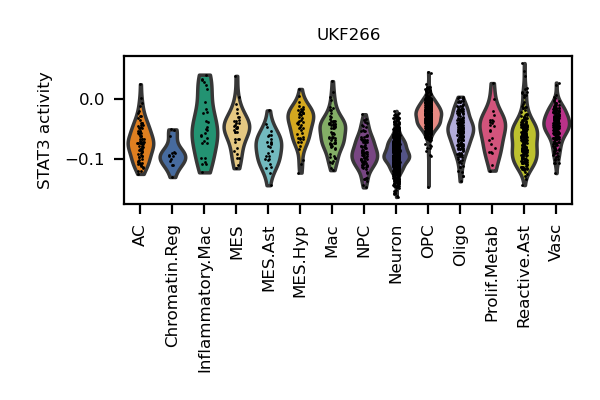 UKF266
STAT3 activity
0.0
−0.1
AC
Chromatin.Reg
Inflammatory.Mac
MES
MES.Ast
MES.Hyp
Mac
NPC
Neuron
OPC
Oligo
Prolif.Metab
Reactive.Ast
Vasc